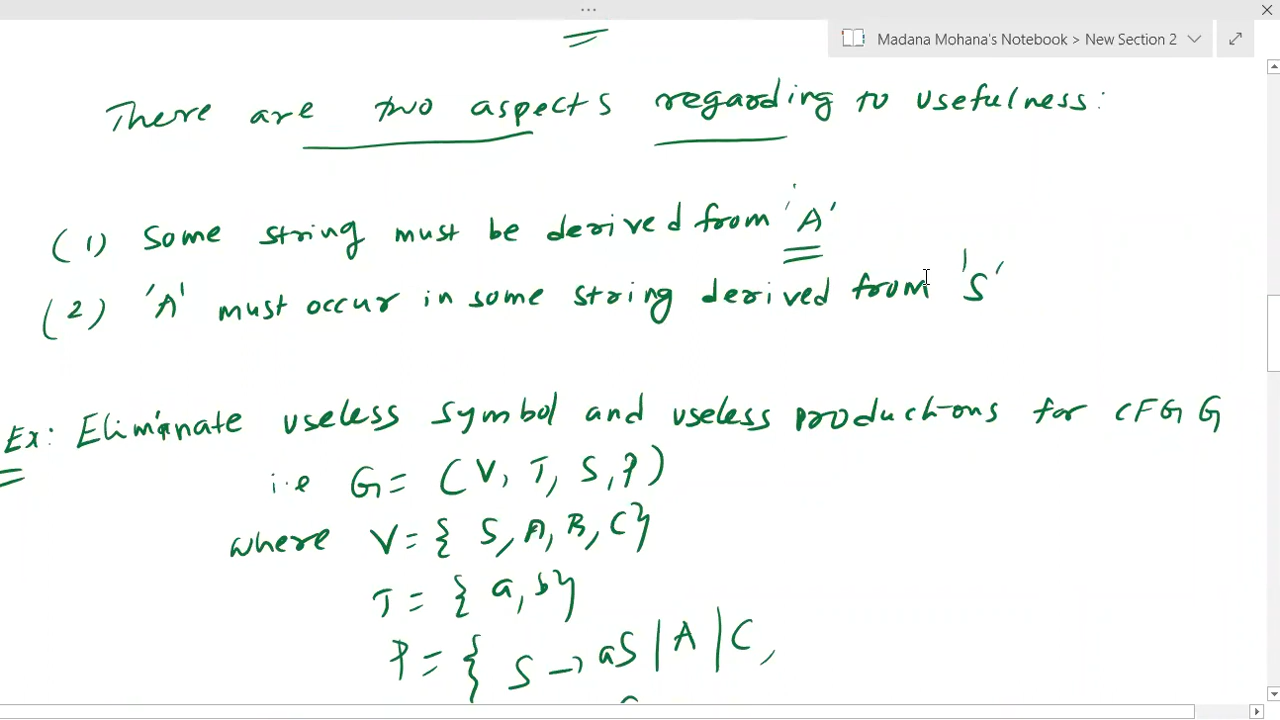 Madana Mohana's Notebook > New Section 2
There are two aspects regarding to usefulness:
(1) Some string must be derived from 'A'
(2) 'A' must occur in some string derived from 'S'
Ex: Eliminate useless symbol and useless productions for CFG G
i.e G = (V, T, S, P)
where V = { S, A, B, C}
T = { a, b}
P = { S → aS | A | C,